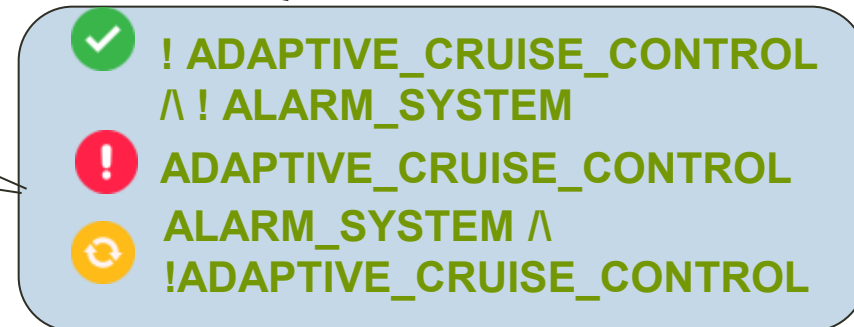 ! ADAPTIVE_CRUISE_CONTROL
/\ ! ALARM_SYSTEM
ADAPTIVE_CRUISE_CONTROL
ALARM_SYSTEM /\
!ADAPTIVE_CRUISE_CONTROL